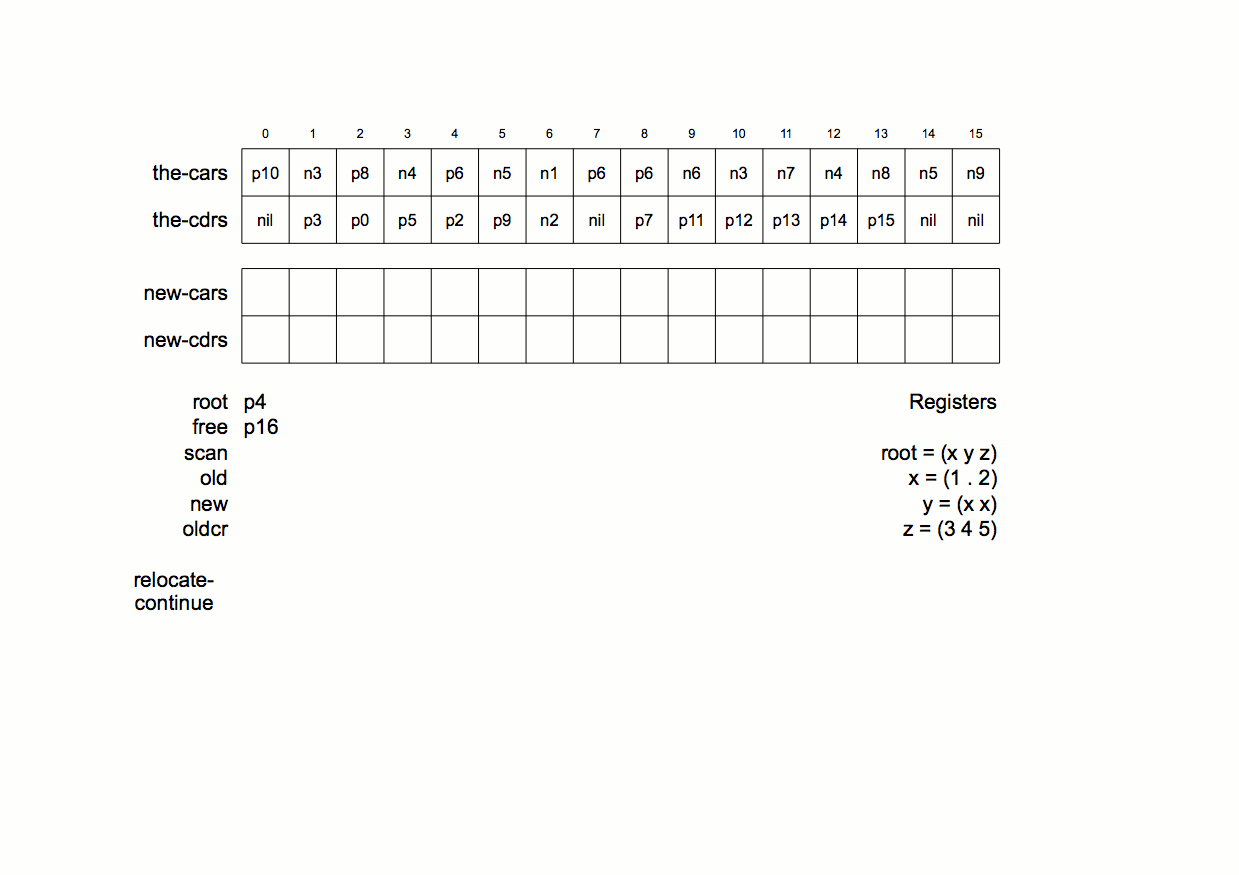 0 1 2 3 4 5 6 7 8 9 10 11 12 13 14 15
the-cars p10 n3 p8 n4 p6 n5 n1 p6 p6 n6 n3 n7 n4 n8 n5 n9
the-cdrs nil p3 p0 p5 p2 p9 n2 nil p7 p11 p12 p13 p14 p15 nil nil
new-cars
new-cdrs
root p4 Registers
free p16
scan root = (x y z)
old x = (1 . 2)
new y = (x x)
oldcr z = (3 4 5)
relocate-
continue